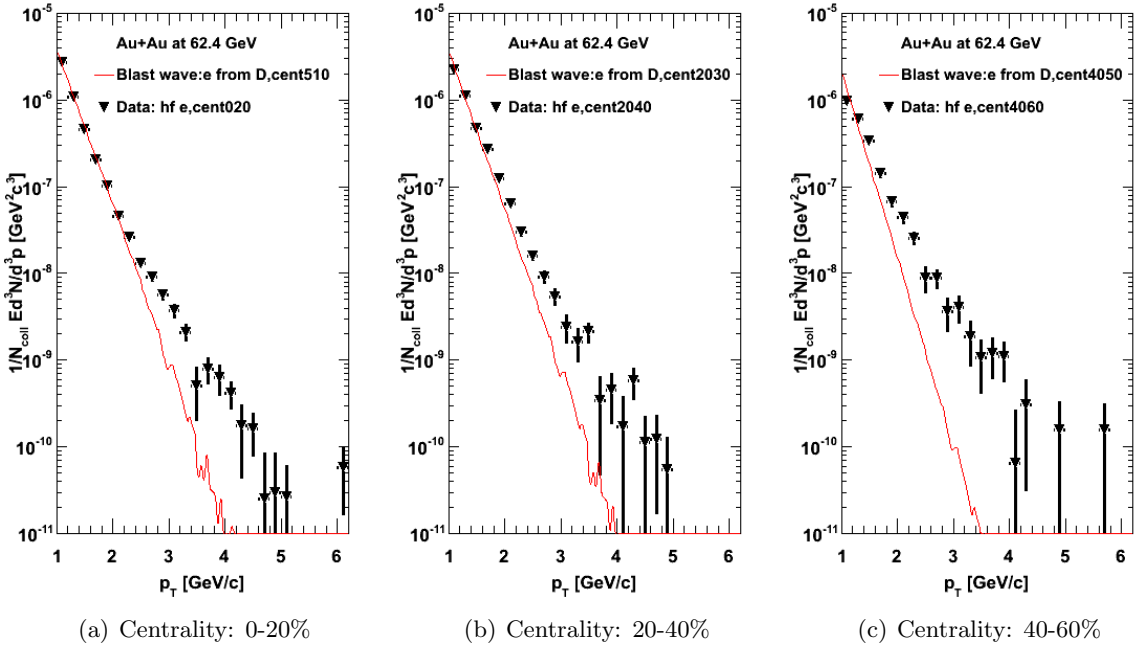 Au+Au at 62.4 GeV
Blast wave:e from D,cent510
Data: hf e,cent020
1/N_coll Ed³N/d³p [GeV²c⁻³]
10⁻⁵
10⁻⁶
10⁻⁷
10⁻⁸
10⁻⁹
10⁻¹⁰
10⁻¹¹
1 2 3 4 5 6
p_T [GeV/c]
(a) Centrality: 0-20%
Au+Au at 62.4 GeV
Blast wave:e from D,cent2030
Data: hf e,cent2040
1/N_coll Ed³N/d³p [GeV²c⁻³]
10⁻⁵
10⁻⁶
10⁻⁷
10⁻⁸
10⁻⁹
10⁻¹⁰
10⁻¹¹
1 2 3 4 5 6
p_T [GeV/c]
(b) Centrality: 20-40%
Au+Au at 62.4 GeV
Blast wave:e from D,cent4050
Data: hf e,cent4060
1/N_coll Ed³N/d³p [GeV²c⁻³]
10⁻⁵
10⁻⁶
10⁻⁷
10⁻⁸
10⁻⁹
10⁻¹⁰
10⁻¹¹
1 2 3 4 5 6
p_T [GeV/c]
(c) Centrality: 40-60%